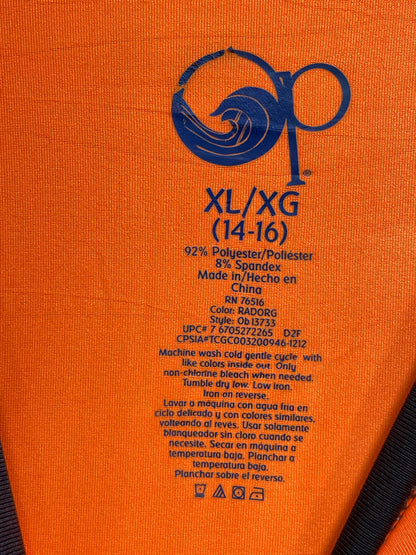 Op®
XL/XG
(14-16)
92% Polyester/Poliester
8% Spandex
Made in/Hecho en
China
RN 76516
Color: RADORG
Style: Ob13733
UPC# 7 6705272265 D2F
CPSIA#TCGC003200946-1212
Machine wash cold gentle cycle with
like colors inside out. Only
non-chlorine bleach when needed.
Tumble dry low. Low iron.
Iron on reverse.
Lavar a máquina con agua fria en
ciclo delicado y con colores similares.
volteando al revés. Usar solamente
blanqueador sin cloro cuando se
necesite. Secar en máquina a
temperatura baja. Planchar a
temperatura baja.
Planchar sobre el reverso.